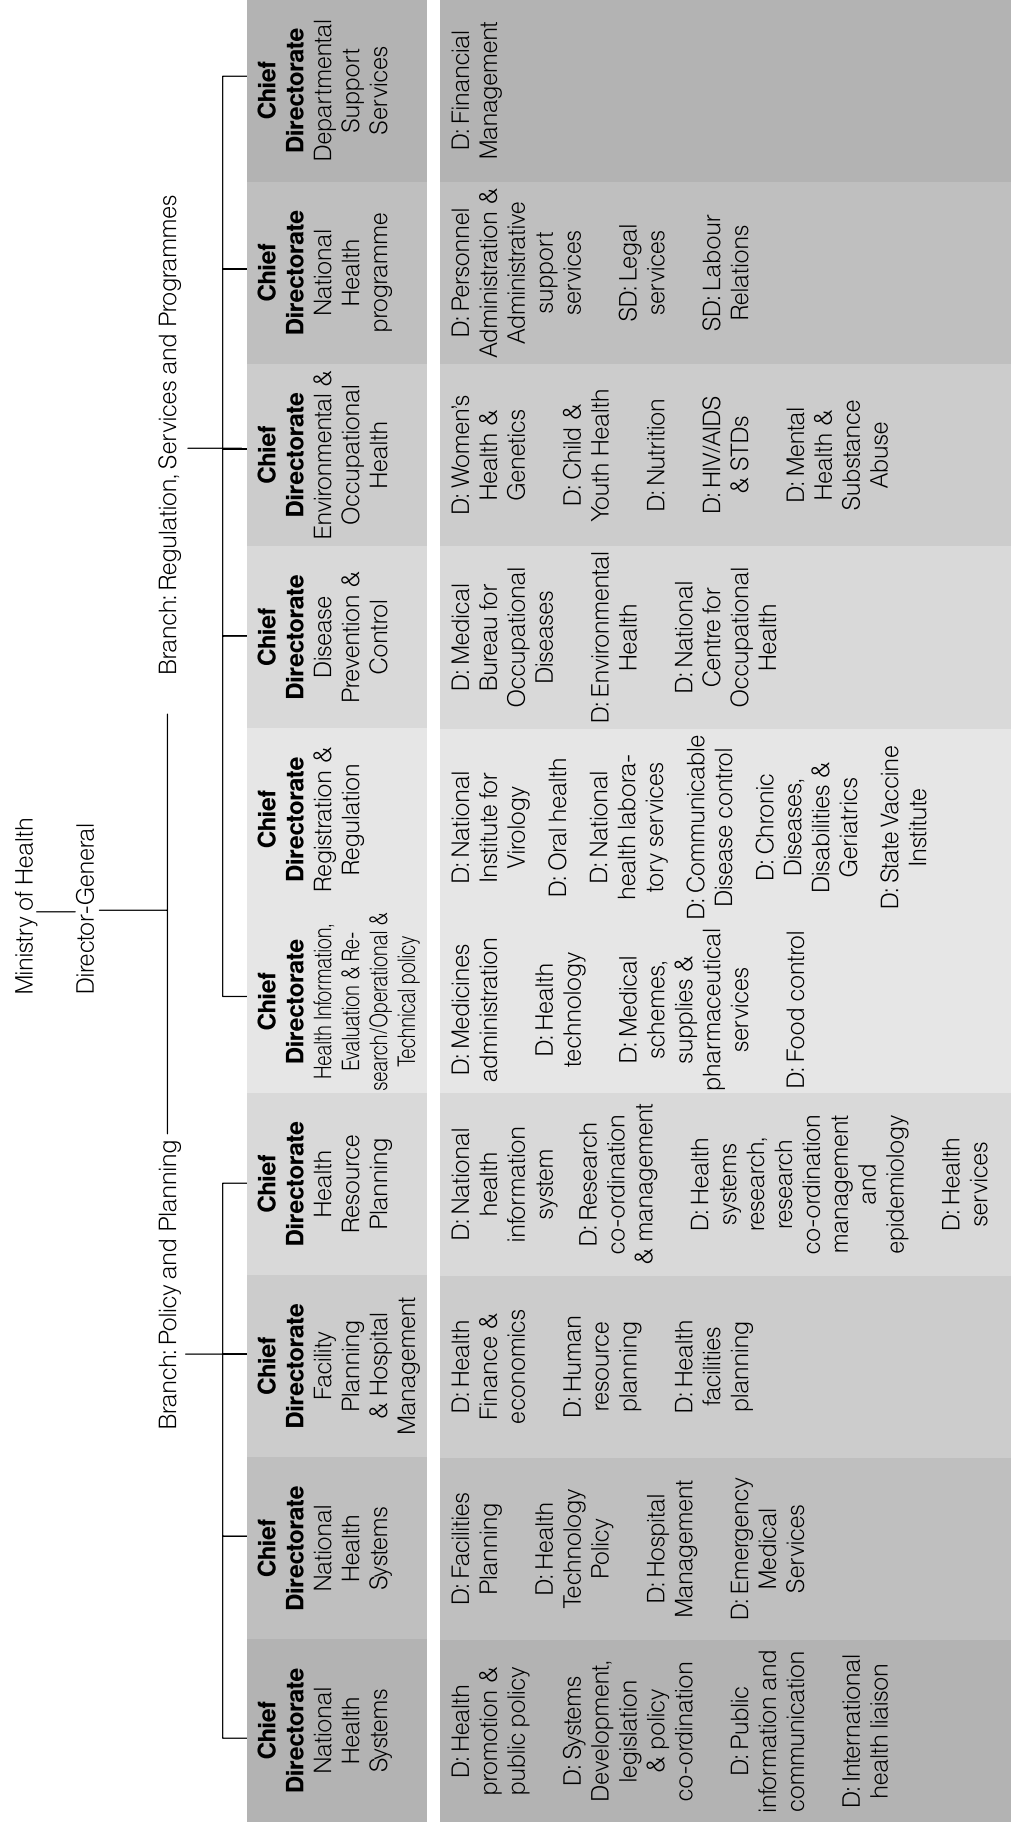 Ministry of Health
Director-General
Branch: Policy and Planning
Branch: Regulation, Services and Programmes
Chief
Directorate
National
Health
Systems
Chief
Directorate
National
Health
Systems
Chief
Directorate
Facility
Planning
& Hospital
Management
Chief
Directorate
Health
Resource
Planning
Chief
Directorate
Health Information,
Evaluation & Re-
search/Operational &
Technical policy
Chief
Directorate
Registration &
Regulation
Chief
Directorate
Disease
Prevention &
Control
Chief
Directorate
Environmental &
Occupational
Health
Chief
Directorate
National
Health
programme
Chief
Directorate
Departmental
Support
Services
D: Health
promotion &
public policy
D: Systems
Development,
legislation
& policy
co-ordination
D: Public
information and
communication
D: International
health liaison
D: Facilities
Planning
D: Health
Technology
Policy
D: Hospital
Management
D: Emergency
Medical
Services
D: Health
Finance &
economics
D: Human
resource
planning
D: Health
facilities
planning
D: National
health
information
system
D: Research
co-ordination
& management
D: Health
systems
research,
research
co-ordination
management
and
epidemiology
D: Health
services
D: Medicines
administration
D: Health
technology
D: Medical
schemes,
supplies &
pharmaceutical
services
D: Food control
D: National
Institute for
Virology
D: Oral health
D: National
health labora-
tory services
D: Communicable
Disease control
D: Chronic
Diseases,
Disabilities &
Geriatrics
D: State Vaccine
Institute
D: Medical
Bureau for
Occupational
Diseases
D: Environmental
Health
D: National
Centre for
Occupational
Health
D: Women's
Health &
Genetics
D: Child &
Youth Health
D: Nutrition
D: HIV/AIDS
& STDs
D: Mental
Health &
Substance
Abuse
D: Personnel
Administration &
Administrative
support
services
SD: Legal
services
SD: Labour
Relations
D: Financial
Management